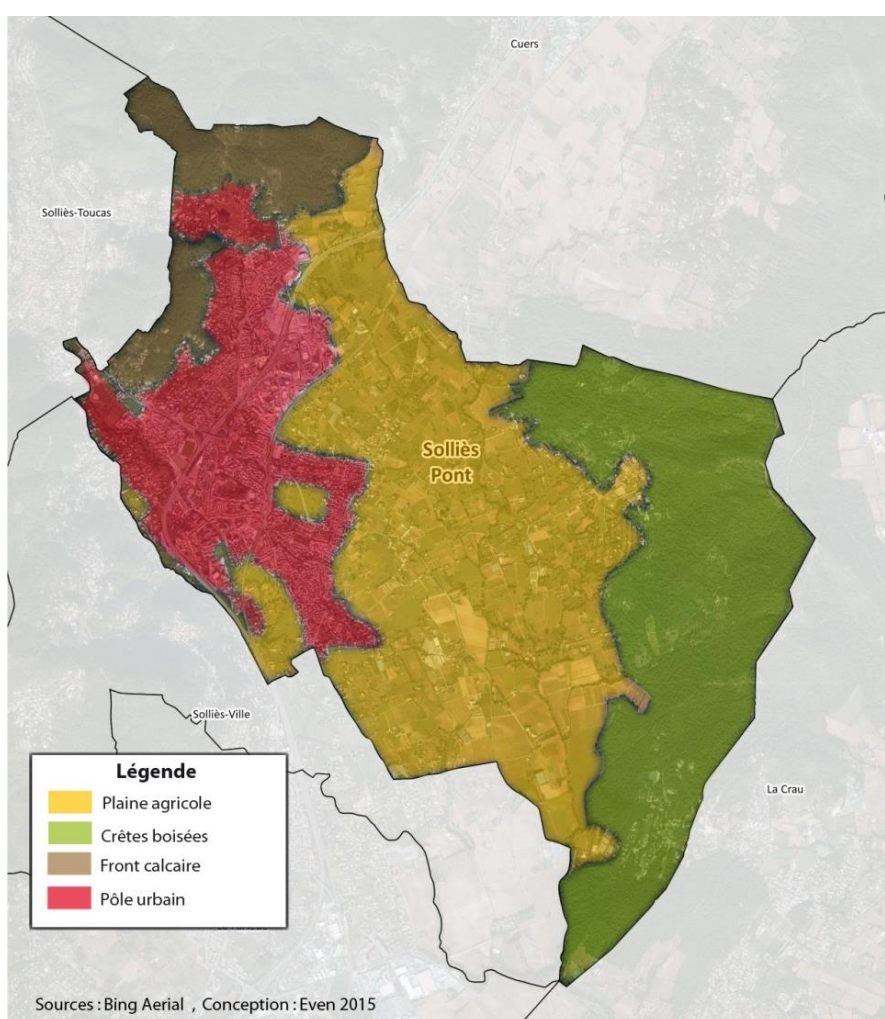 Cuers
Solliès-Toucas
Solliès
Pont
Solliès-Ville
La Crau
Légende
Plaine agricole
Crêtes boisées
Front calcaire
Pôle urbain
Sources : Bing Aerial , Conception : Even 2015